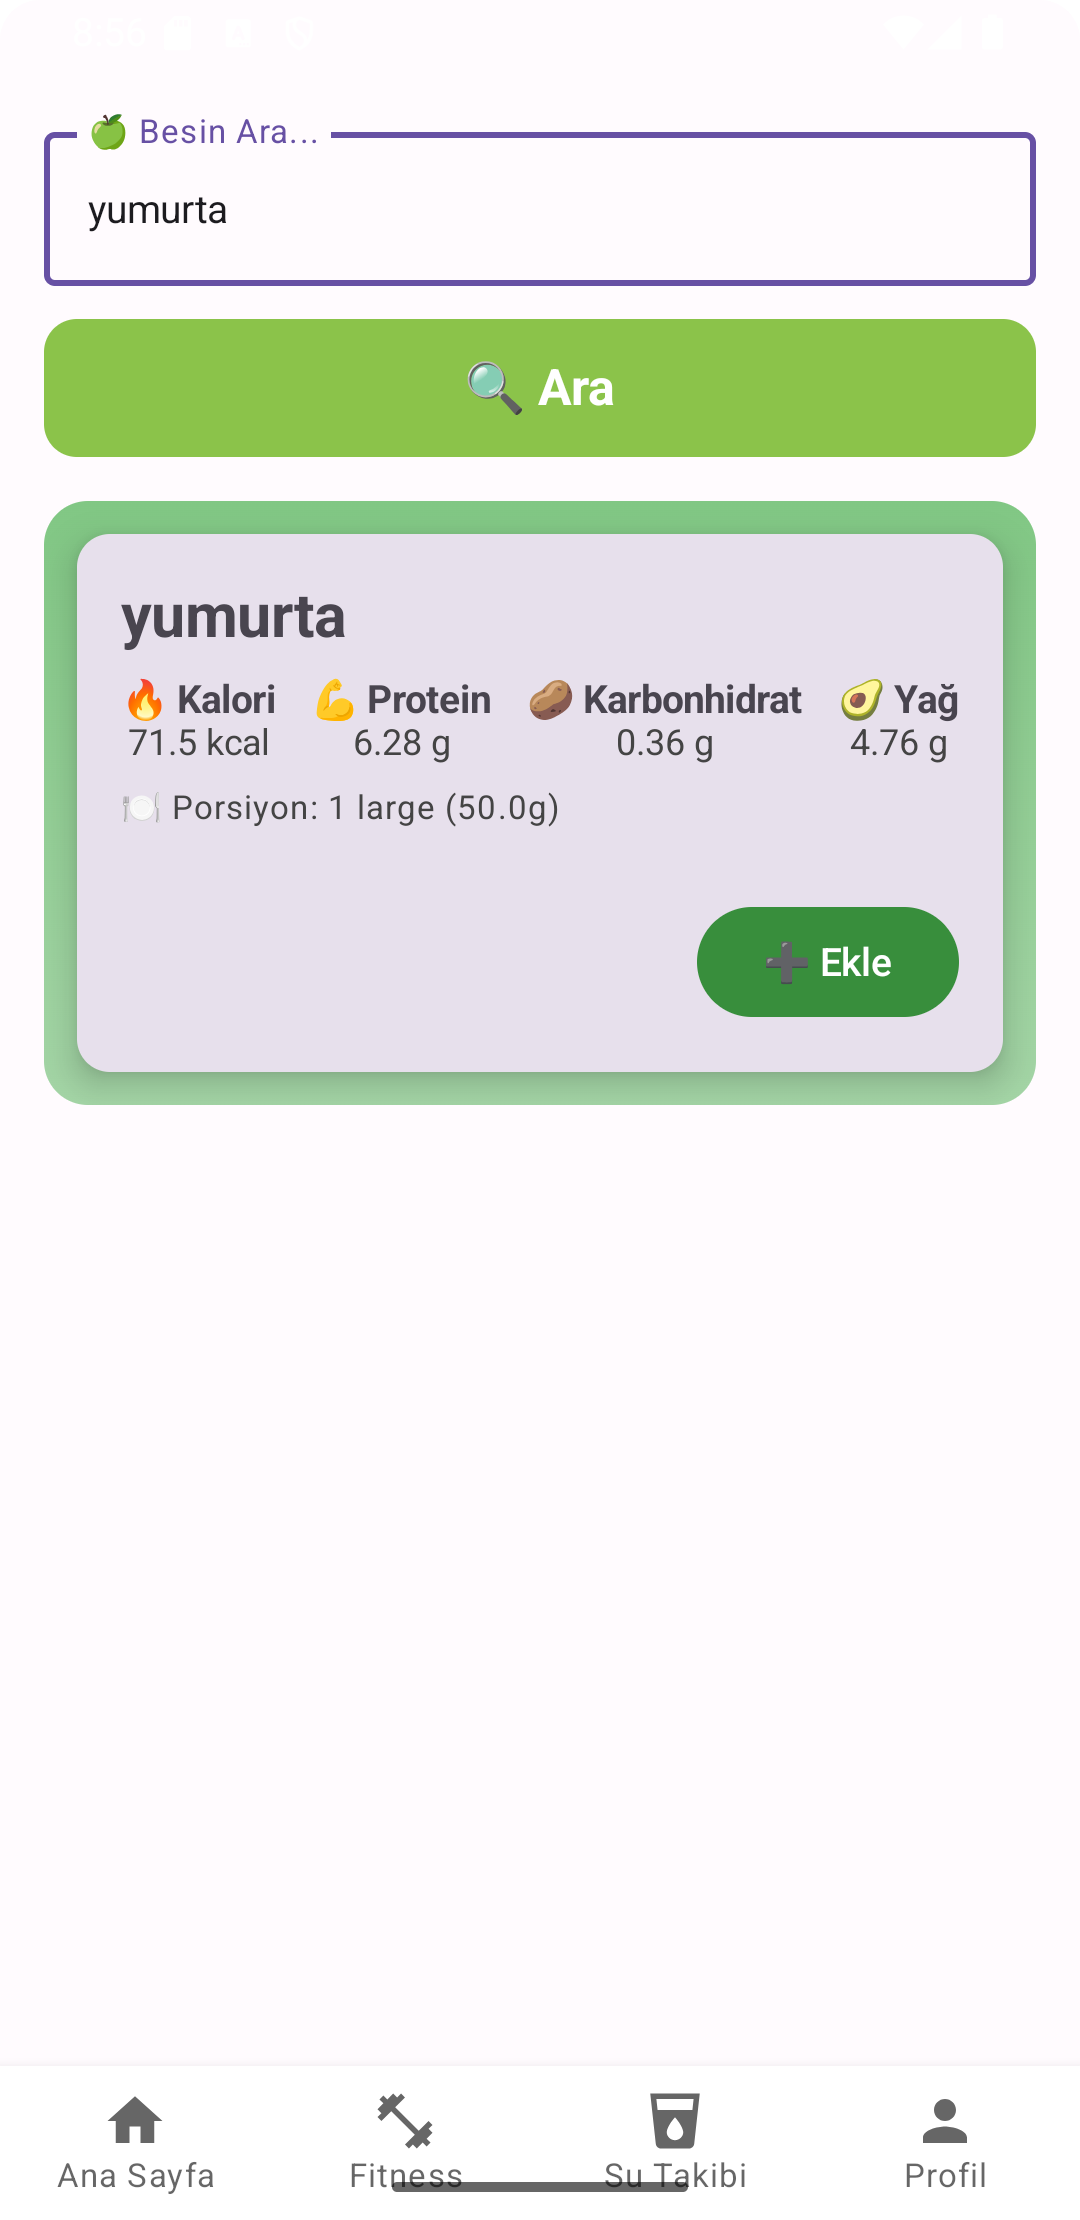 🍏 Besin Ara...
yumurta
🔍 Ara
yumurta
🔥 Kalori 💪 Protein 🥔 Karbonhidrat 🥑 Yağ
71.5 kcal 6.28 g 0.36 g 4.76 g
🍽️ Porsiyon: 1 large (50.0g)
➕ Ekle
Ana Sayfa Fitness Su Takibi Profil